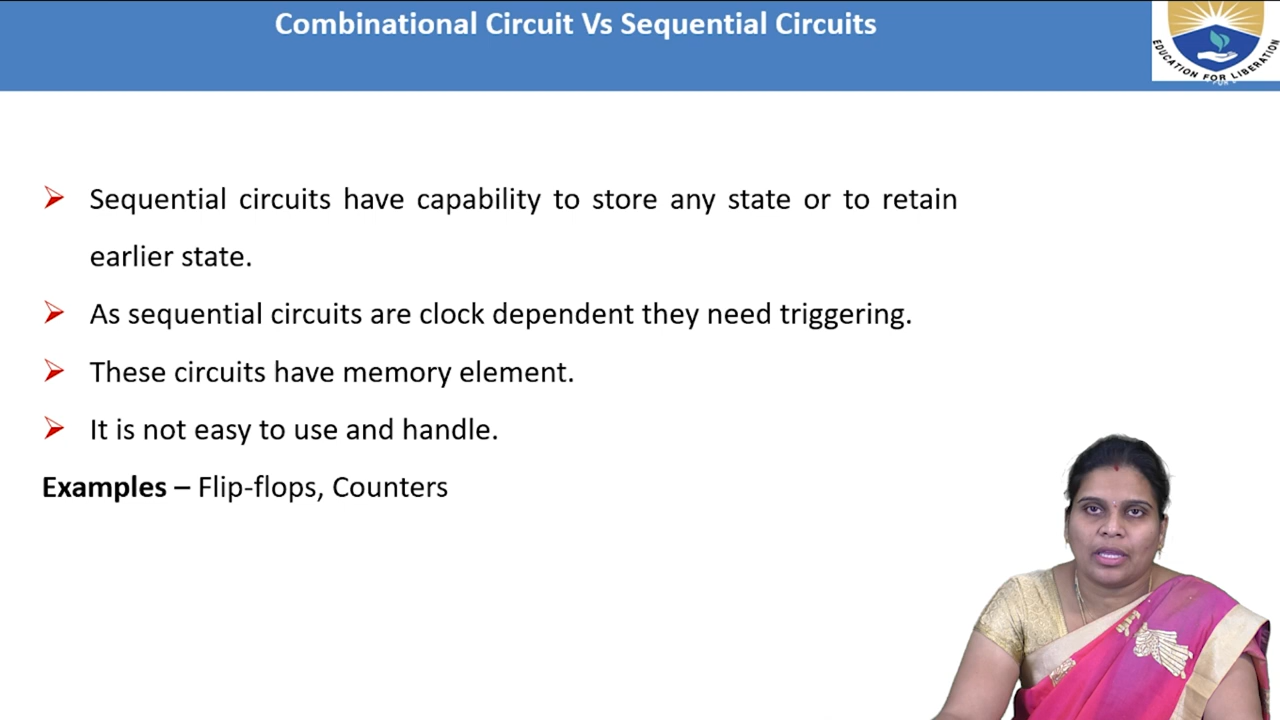 Combinational Circuit Vs Sequential Circuits
EDUCATION FOR LIBERATION
Sequential circuits have capability to store any state or to retain
earlier state.
As sequential circuits are clock dependent they need triggering.
These circuits have memory element.
It is not easy to use and handle.
Examples – Flip-flops, Counters